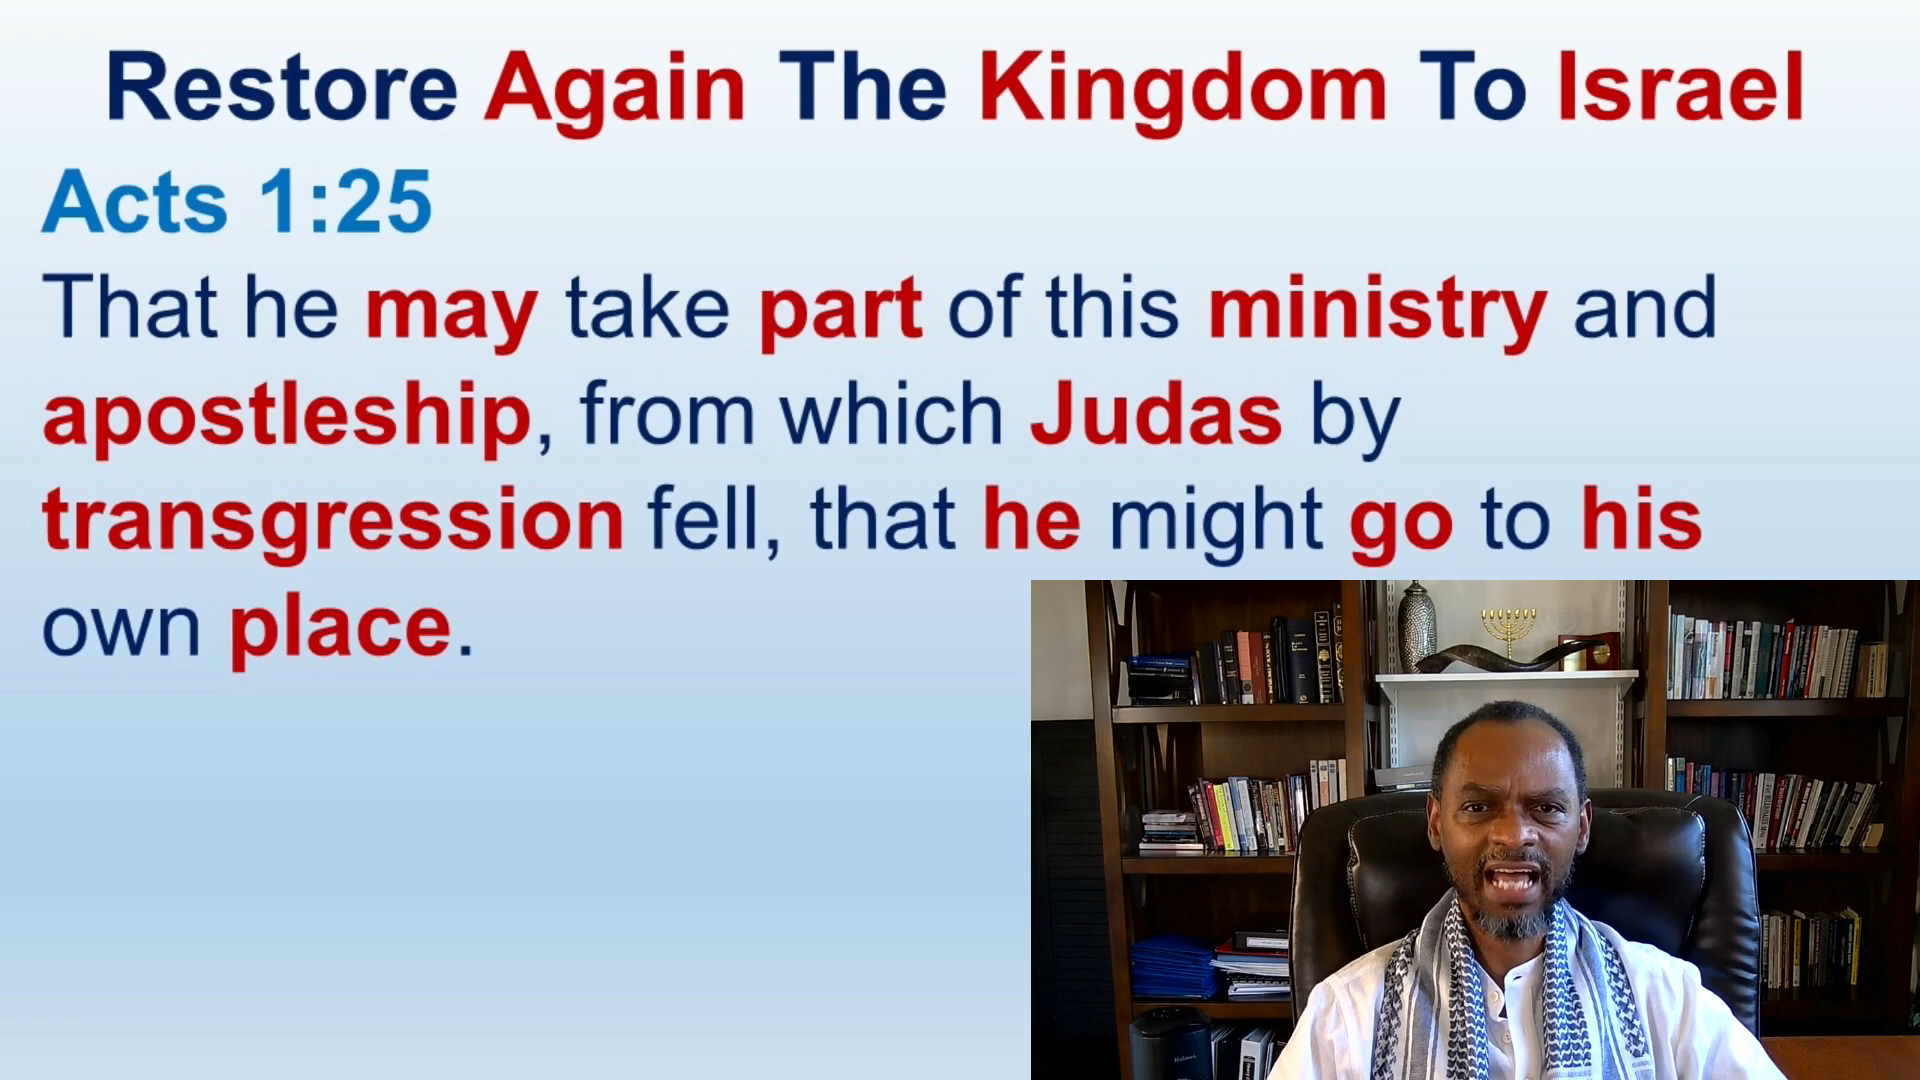 Restore Again The Kingdom To Israel
Acts 1:25
That he may take part of this ministry and
apostleship, from which Judas by
transgression fell, that he might go to his
own place.
Holmes